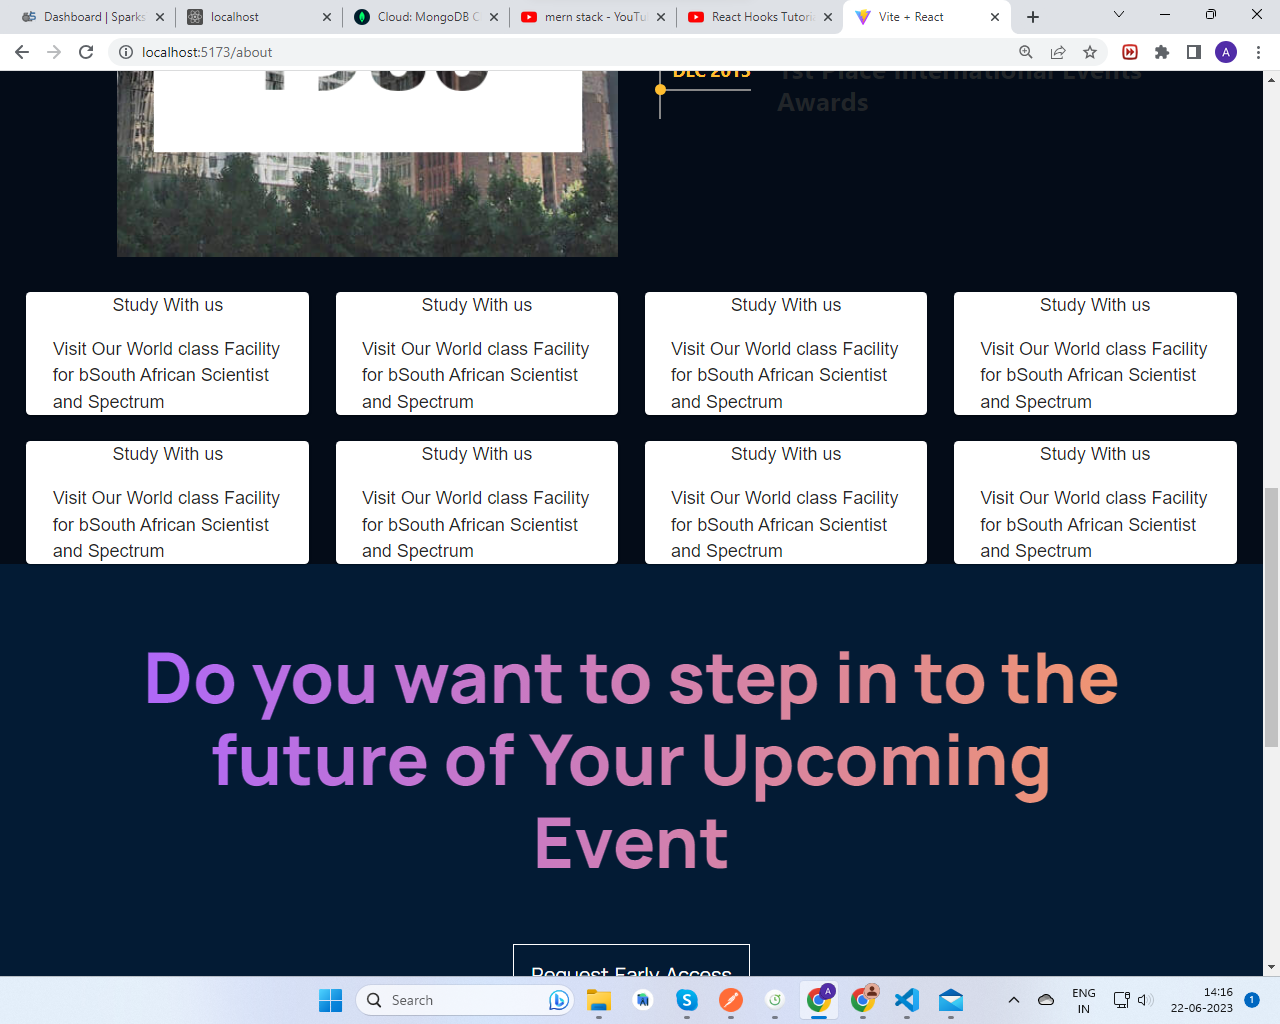 Dashboard | Sparks
localhost
Cloud: MongoDB C
mern stack - YouTu
React Hooks Tutoria
Vite + React
localhost:5173/about
A
1980
DEC 2015
1st Place International Events
Awards
Study With us
Visit Our World class Facility
for bSouth African Scientist
and Spectrum
Study With us
Visit Our World class Facility
for bSouth African Scientist
and Spectrum
Study With us
Visit Our World class Facility
for bSouth African Scientist
and Spectrum
Study With us
Visit Our World class Facility
for bSouth African Scientist
and Spectrum
Study With us
Visit Our World class Facility
for bSouth African Scientist
and Spectrum
Study With us
Visit Our World class Facility
for bSouth African Scientist
and Spectrum
Study With us
Visit Our World class Facility
for bSouth African Scientist
and Spectrum
Study With us
Visit Our World class Facility
for bSouth African Scientist
and Spectrum
Do you want to step in to the
future of Your Upcoming
Event
Request Early Access
Search
A
ENG
IN
14:16
22-06-2023
1